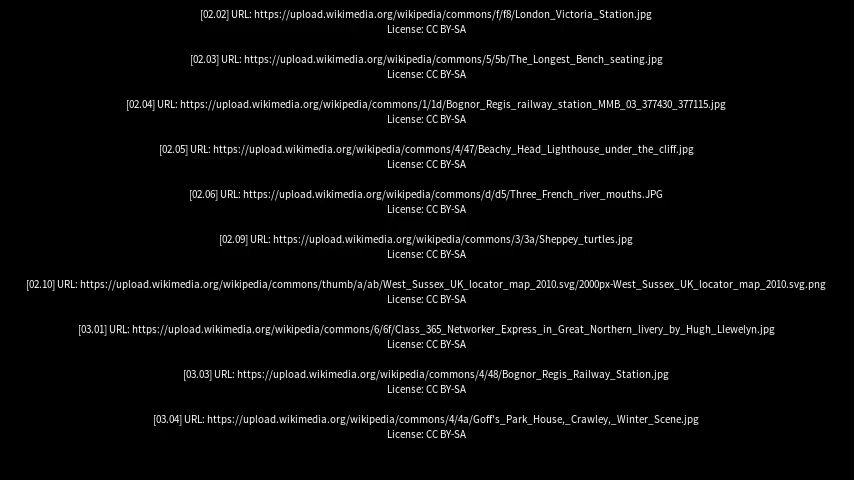 [02.02] URL: https://upload.wikimedia.org/wikipedia/commons/f/f8/London_Victoria_Station.jpg
License: CC BY-SA
[02.03] URL: https://upload.wikimedia.org/wikipedia/commons/5/5b/The_Longest_Bench_seating.jpg
License: CC BY-SA
[02.04] URL: https://upload.wikimedia.org/wikipedia/commons/1/1d/Bognor_Regis_railway_station_MMB_03_377430_377115.jpg
License: CC BY-SA
[02.05] URL: https://upload.wikimedia.org/wikipedia/commons/4/47/Beachy_Head_Lighthouse_under_the_cliff.jpg
License: CC BY-SA
[02.06] URL: https://upload.wikimedia.org/wikipedia/commons/d/d5/Three_French_river_mouths.JPG
License: CC BY-SA
[02.09] URL: https://upload.wikimedia.org/wikipedia/commons/3/3a/Sheppey_turtles.jpg
License: CC BY-SA
[02.10] URL: https://upload.wikimedia.org/wikipedia/commons/thumb/a/ab/West_Sussex_UK_locator_map_2010.svg/2000px-West_Sussex_UK_locator_map_2010.svg.png
License: CC BY-SA
[03.01] URL: https://upload.wikimedia.org/wikipedia/commons/6/6f/Class_365_Networker_Express_in_Great_Northern_livery_by_Hugh_Llewelyn.jpg
License: CC BY-SA
[03.03] URL: https://upload.wikimedia.org/wikipedia/commons/4/48/Bognor_Regis_Railway_Station.jpg
License: CC BY-SA
[03.04] URL: https://upload.wikimedia.org/wikipedia/commons/4/4a/Goff's_Park_House,_Crawley,_Winter_Scene.jpg
License: CC BY-SA